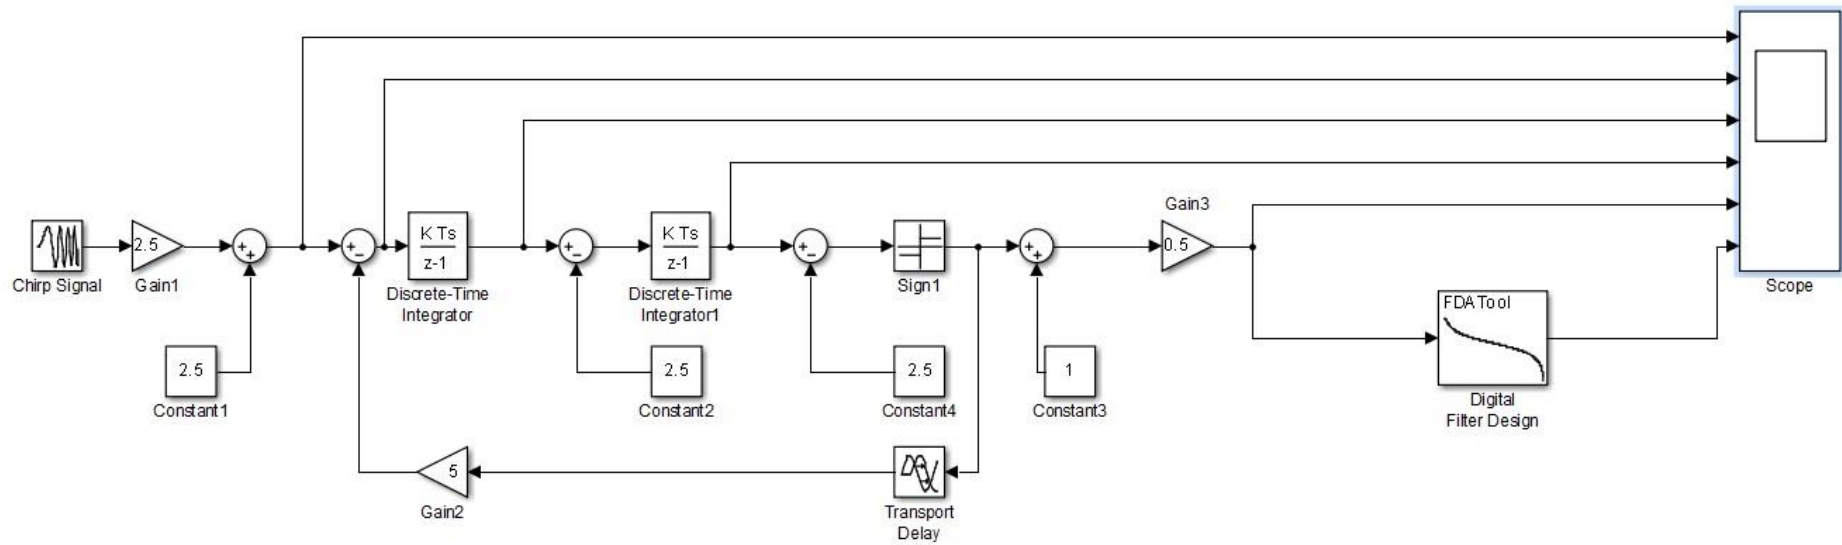 Gain3
2.5
K Ts
z-1
K Ts
z-1
0.5
Chirp Signal
Gain1
Discrete-Time
Integrator
Discrete-Time
Integrator1
Sign1
Scope
FDATool
2.5
Constant1
2.5
Constant2
2.5
Constant4
1
Constant3
Digital
Filter Design
5
Gain2
Transport
Delay